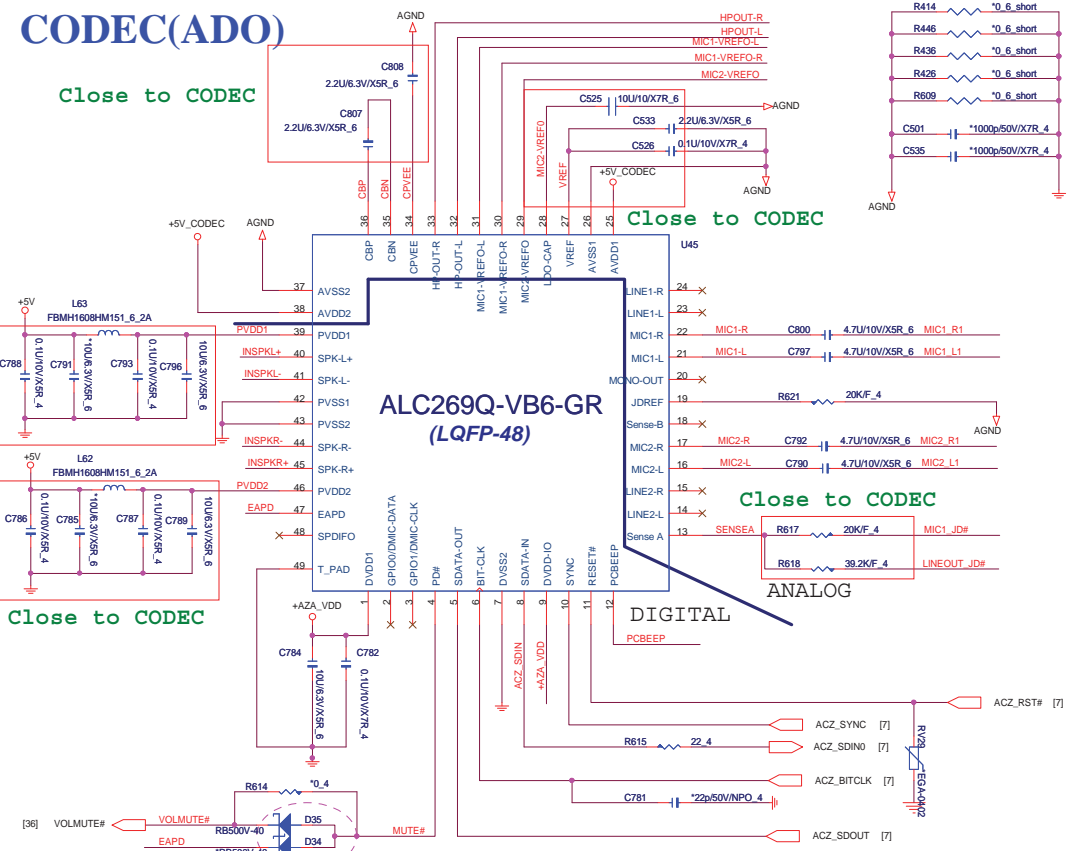 CODEC(ADO)
Close to CODEC
AGND
C808
2.2U/6.3V/X5R_6
C807
2.2U/6.3V/X5R_6
CBP
CBN
CPVEE
HPOUT-R
HPOUT-L
MIC1-VREFO-L
MIC1-VREFO-R
MIC2-VREFO
C525 10U/10/X7R_6
AGND
C533 2.2U/6.3V/X5R_6
C526 0.1U/10V/X7R_4
MIC2-VREF0
VREF
+5V_CODEC
AGND
Close to CODEC
R414 *0_6_short
R446 *0_6_short
R436 *0_6_short
R426 *0_6_short
R609 *0_6_short
C501 *1000p/50V/X7R_4
C535 *1000p/50V/X7R_4
AGND
+5V_CODEC
AGND
36 35 34 33 32 31 30 29 28 27 26 25
U45
CBP
CBN
CPVEE
HP-OUT-R
HP-OUT-L
MIC1-VREFO-L
MIC1-VREFO-R
MIC2-VREFO
LDO-CAP
VREF
AVSS1
AVDD1
37 AVSS2
38 AVDD2
PVDD1 39 PVDD1
INSPKL+ 40 SPK-L+
INSPKL- 41 SPK-L-
42 PVSS1
43 PVSS2
INSPKR- 44 SPK-R-
INSPKR+ 45 SPK-R+
PVDD2 46 PVDD2
EAPD 47 EAPD
48 SPDIFO
49 T_PAD
ALC269Q-VB6-GR
(LQFP-48)
LINE1-R 24
LINE1-L 23
MIC1-R 22 MIC1-R C800 4.7U/10V/X5R_6 MIC1_R1
MIC1-L 21 MIC1-L C797 4.7U/10V/X5R_6 MIC1_L1
MONO-OUT 20
JDREF 19 R621 20K/F_4
AGND
Sense-B 18
MIC2-R 17 MIC2-R C792 4.7U/10V/X5R_6 MIC2_R1
MIC2-L 16 MIC2-L C790 4.7U/10V/X5R_6 MIC2_L1
LINE2-R 15
LINE2-L 14
Close to CODEC
Sense A 13 SENSEA R617 20K/F_4 MIC1_JD#
R618 39.2K/F_4 LINEOUT_JD#
ANALOG
DIGITAL
+5V
L63
FBMH1608HM151_6_2A
C788 0.1U/10V/X5R_4
C791 *10U/6.3V/X5R_6
C793 0.1U/10V/X5R_4
C796 10U/6.3V/X5R_6
+5V
L62
FBMH1608HM151_6_2A
C786 0.1U/10V/X5R_4
C785 *10U/6.3V/X5R_6
C787 0.1U/10V/X5R_4
C789 10U/6.3V/X5R_6
Close to CODEC
DVDD1
GPIO0/DMIC-DATA
GPIO1/DMIC-CLK
PD#
SDATA-OUT
BIT-CLK
DVSS2
SDATA-IN
DVDD-IO
SYNC
RESET#
PCBEEP
1 2 3 4 5 6 7 8 9 10 11 12
+AZA_VDD
C784 10U/6.3V/X5R_6
C782 0.1U/10V/X7R_4
ACZ_SDIN
+AZA_VDD
PCBEEP
ACZ_RST# [7]
ACZ_SYNC [7]
R615 22_4 ACZ_SDIN0 [7]
ACZ_BITCLK [7]
C781 *22p/50V/NPO_4
RV29 *EGA-0402
ACZ_SDOUT [7]
R614 *0_4
[36] VOLMUTE# VOLMUTE# D35
RB500V-40
MUTE#
EAPD D34
*RB500V-40